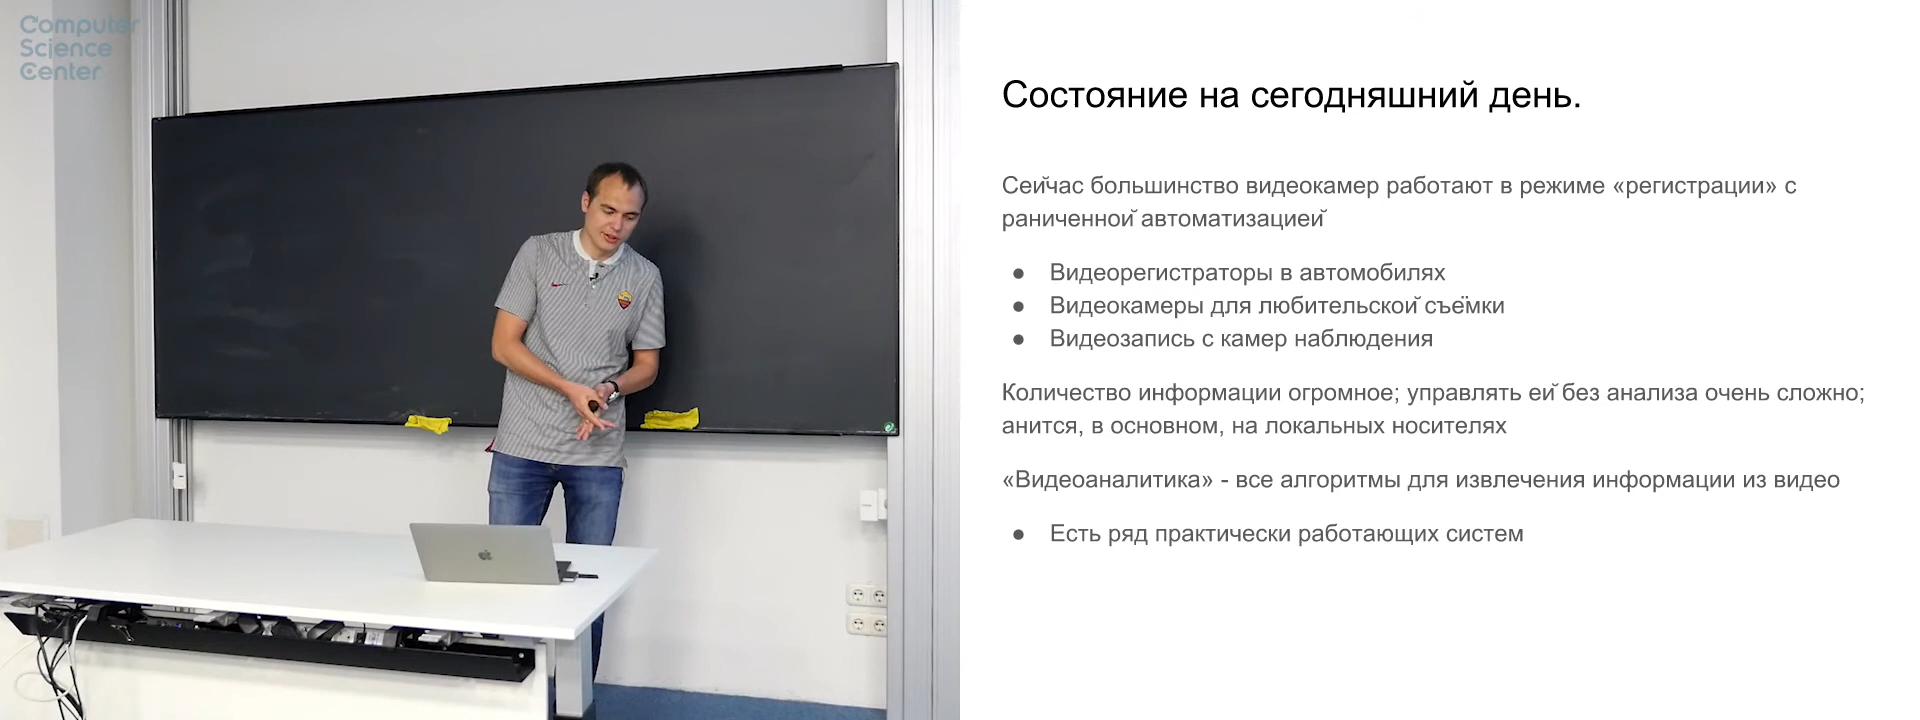 Computer
Science
Center
Состояние на сегодняшний день.
Сейчас большинство видеокамер работают в режиме «регистрации» с
раниченной автоматизацией
● Видеорегистраторы в автомобилях
● Видеокамеры для любительской съёмки
● Видеозапись с камер наблюдения
Количество информации огромное; управлять ей без анализа очень сложно;
анится, в основном, на локальных носителях
«Видеоаналитика» - все алгоритмы для извлечения информации из видео
● Есть ряд практически работающих систем